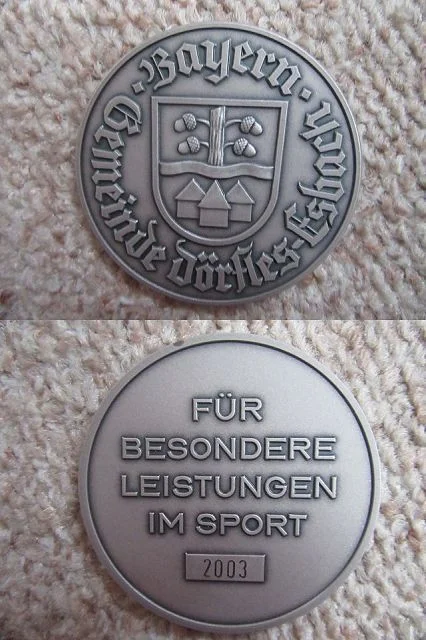 · Bayern ·
Gemeinde Dörfles-Esbach
FÜR
BESONDERE
LEISTUNGEN
IM SPORT
2003